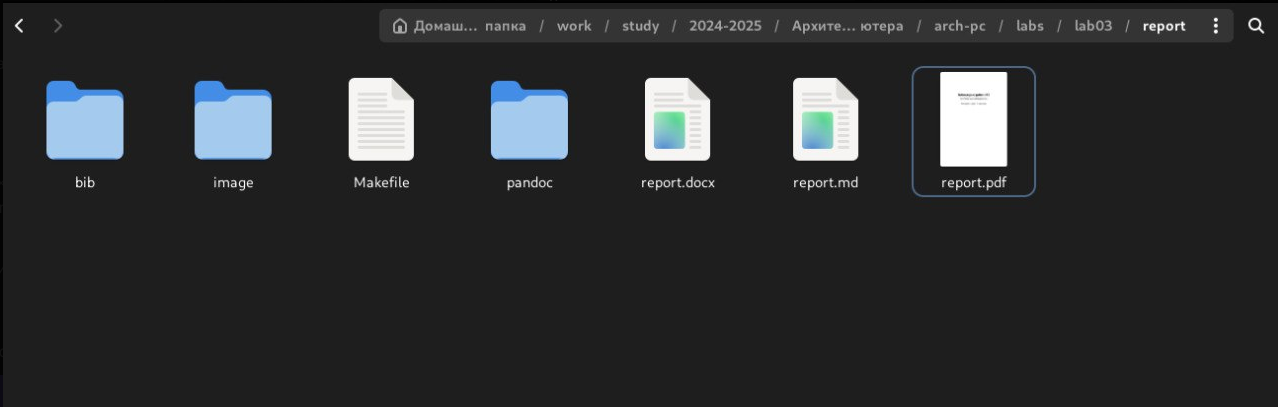 Домаш... папка / work / study / 2024-2025 / Архите... ютера / arch-pc / labs / lab03 / report
bib image Makefile pandoc report.docx report.md report.pdf